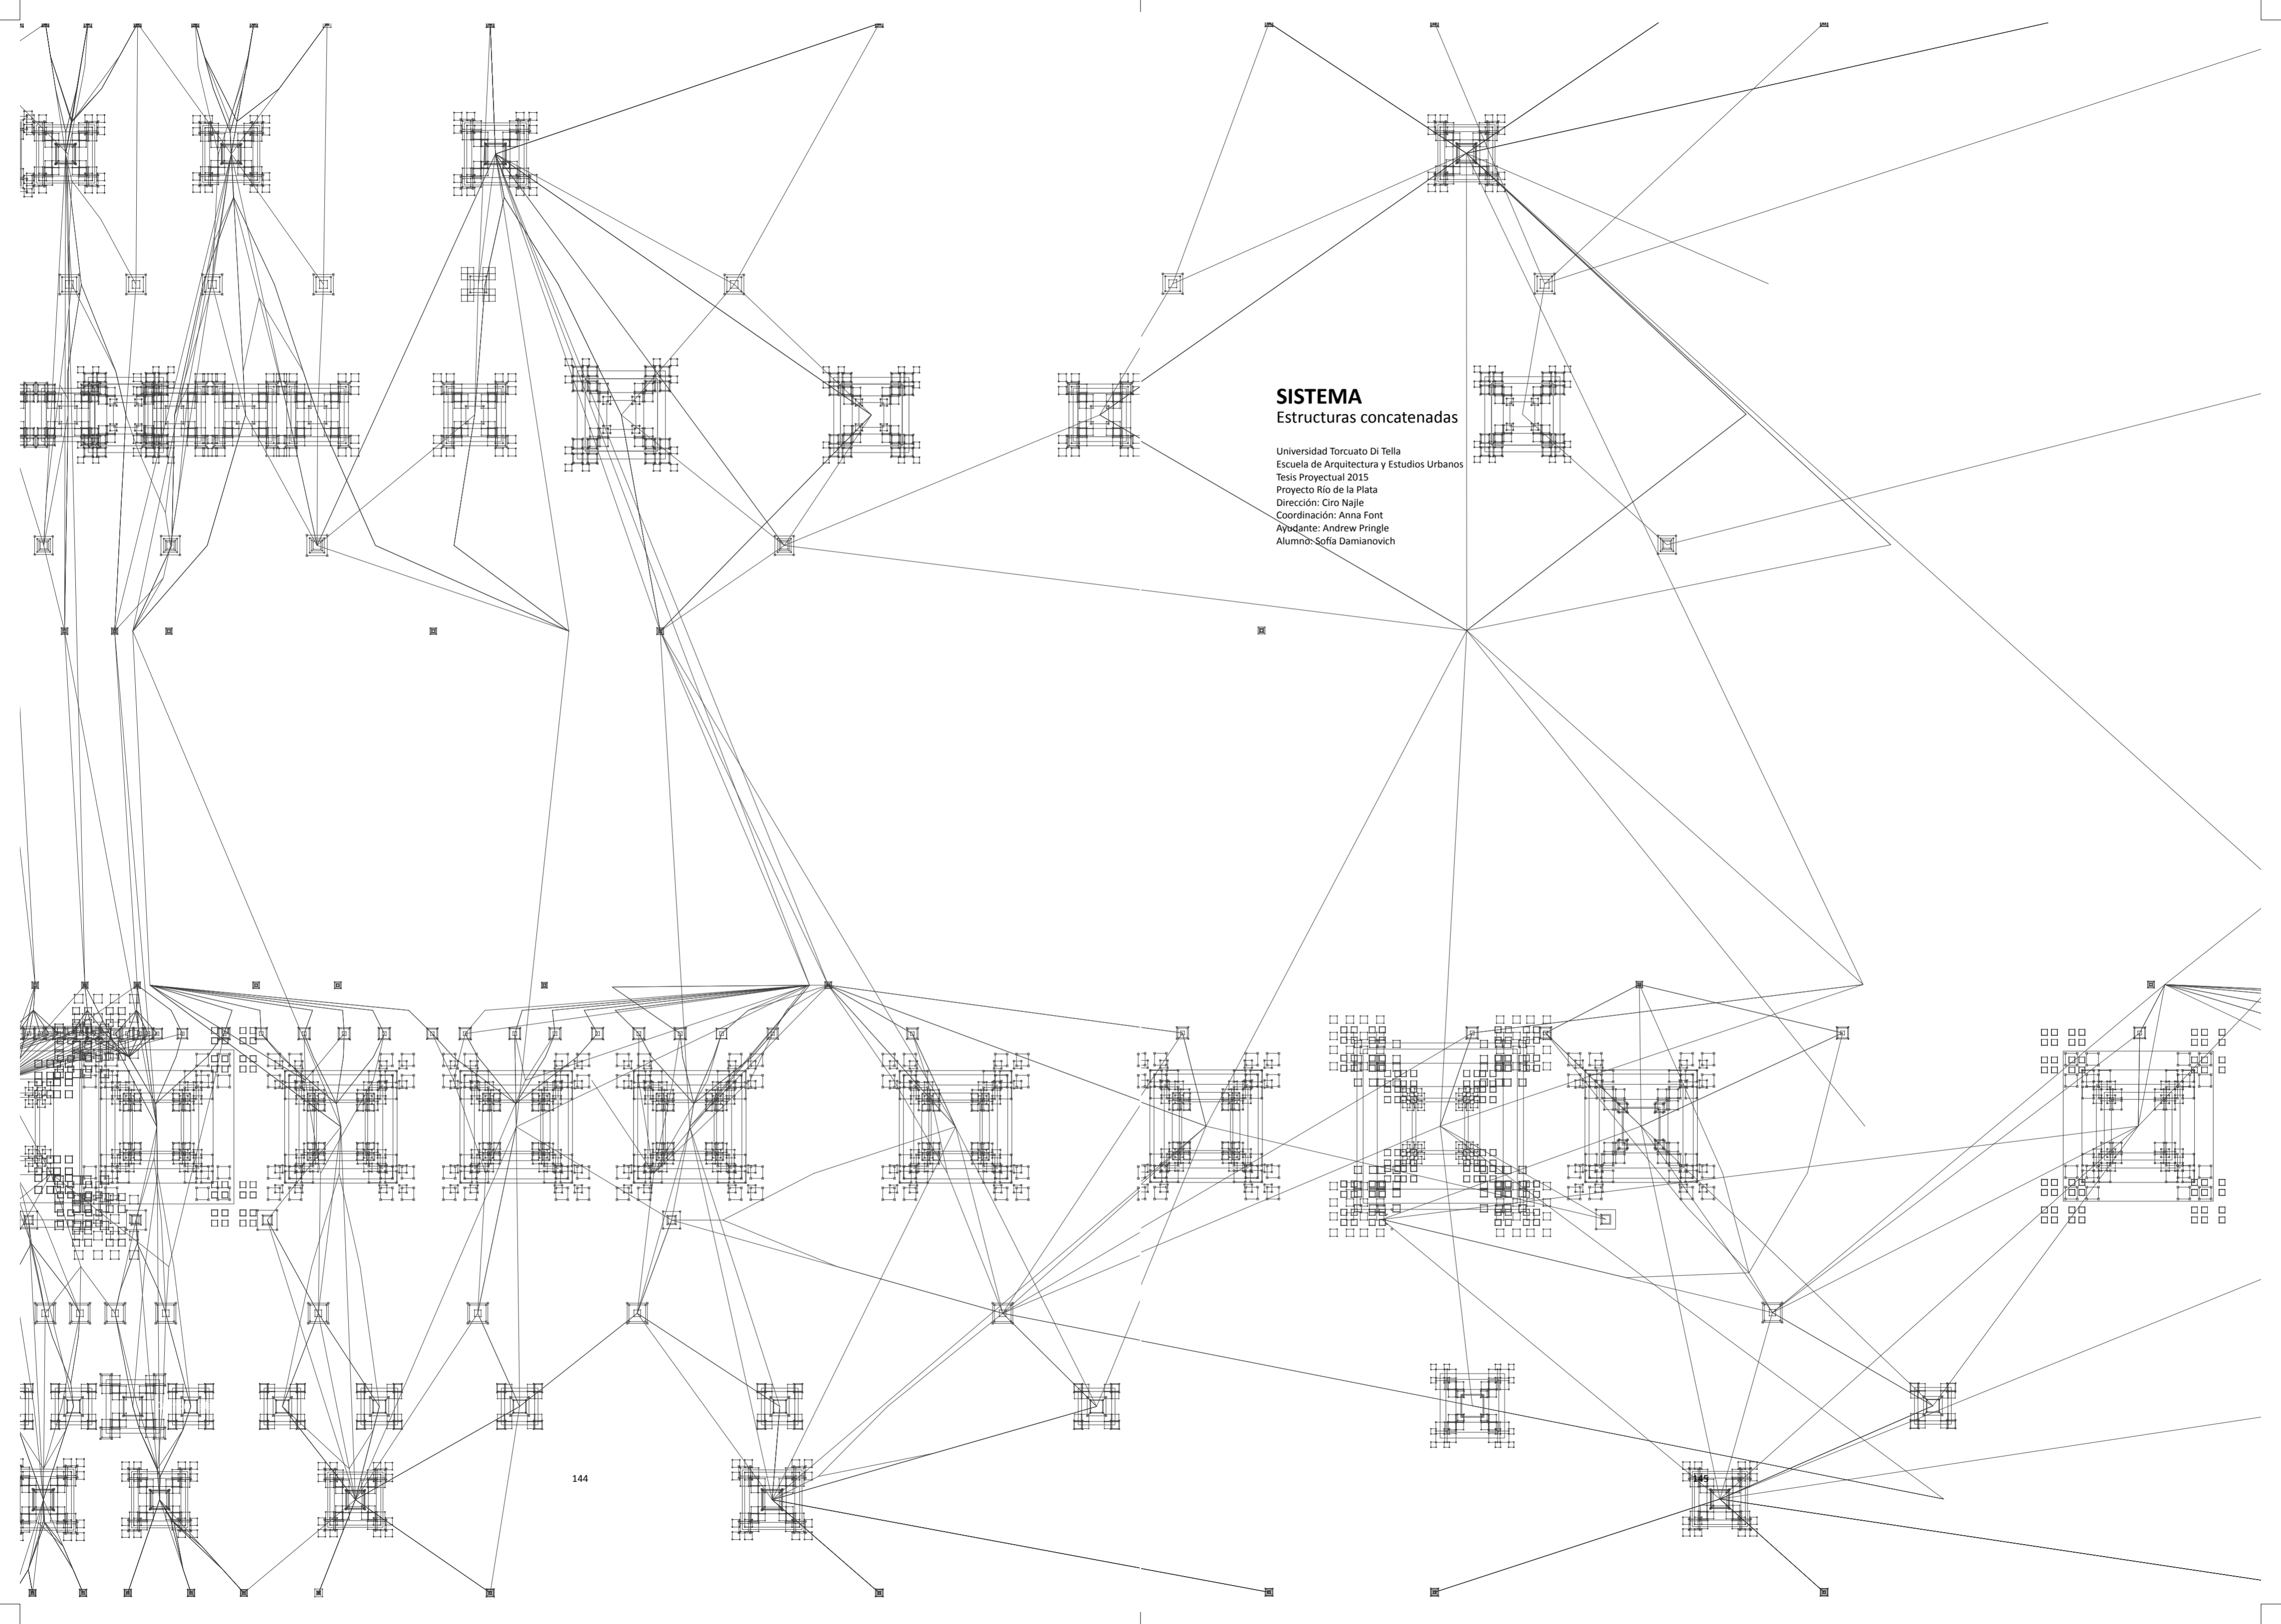 SISTEMA
Estructuras concatenadas
Universidad Torcuato Di Tella
Escuela de Arquitectura y Estudios Urbanos
Tesis Proyectual 2015
Proyecto Río de la Plata
Dirección: Ciro Najle
Coordinación: Anna Font
Ayudante: Andrew Pringle
Alumno: Sofía Damianovich
144
145